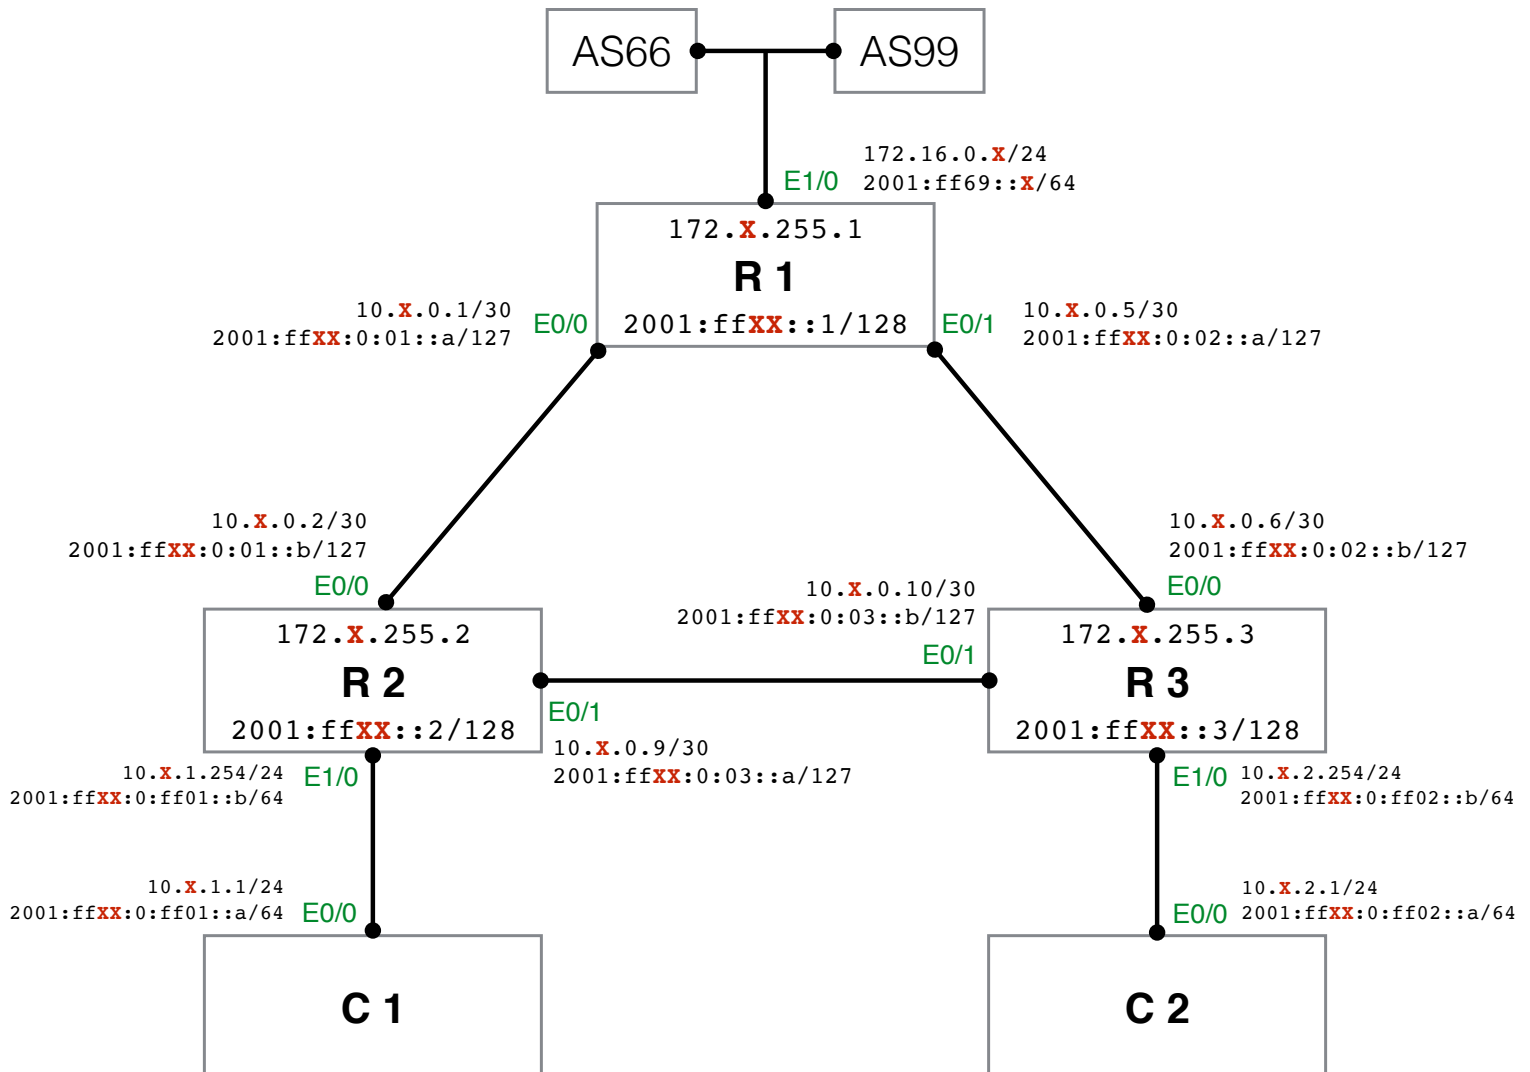 AS66
AS99
172.16.0.X/24
2001:ff69::X/64
E1/0
172.X.255.1
R 1
2001:ffXX::1/128
10.X.0.1/30
2001:ffXX:0:01::a/127
E0/0
E0/1
10.X.0.5/30
2001:ffXX:0:02::a/127
10.X.0.2/30
2001:ffXX:0:01::b/127
E0/0
10.X.0.6/30
2001:ffXX:0:02::b/127
E0/0
10.X.0.10/30
2001:ffXX:0:03::b/127
E0/1
172.X.255.2
R 2
2001:ffXX::2/128
172.X.255.3
R 3
2001:ffXX::3/128
E0/1
10.X.0.9/30
2001:ffXX:0:03::a/127
10.X.1.254/24
2001:ffXX:0:ff01::b/64
E1/0
E1/0
10.X.2.254/24
2001:ffXX:0:ff02::b/64
10.X.1.1/24
2001:ffXX:0:ff01::a/64
E0/0
E0/0
10.X.2.1/24
2001:ffXX:0:ff02::a/64
C 1
C 2